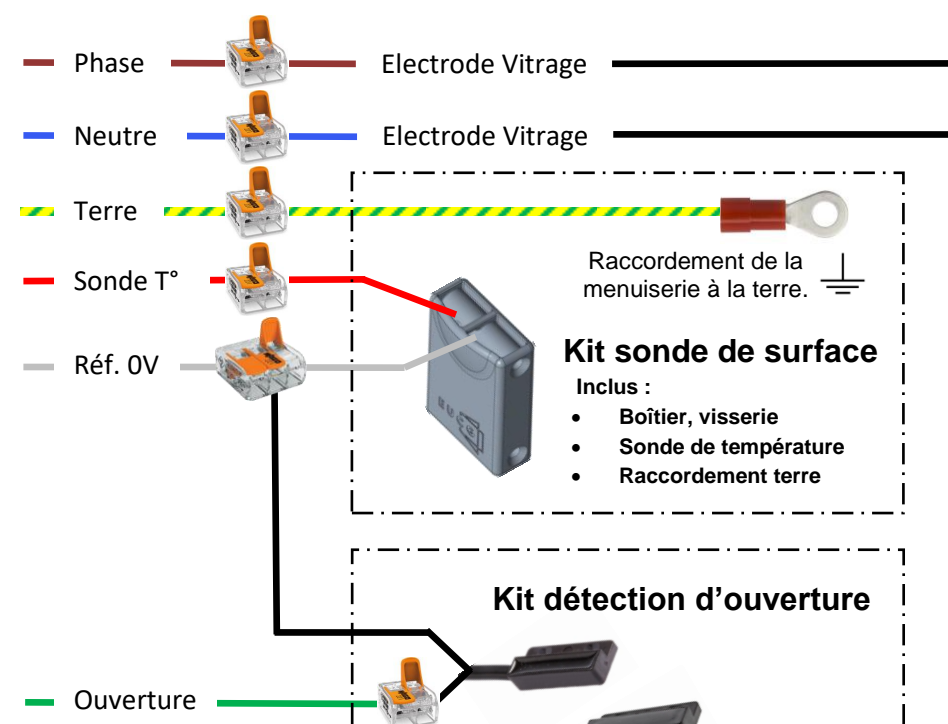 Phase
Electrode Vitrage
Neutre
Electrode Vitrage
Terre
Raccordement de la
menuiserie à la terre.
Sonde T°
Réf. 0V
Kit sonde de surface
Inclus :
• Boîtier, visserie
• Sonde de température
• Raccordement terre
Kit détection d’ouverture
Ouverture